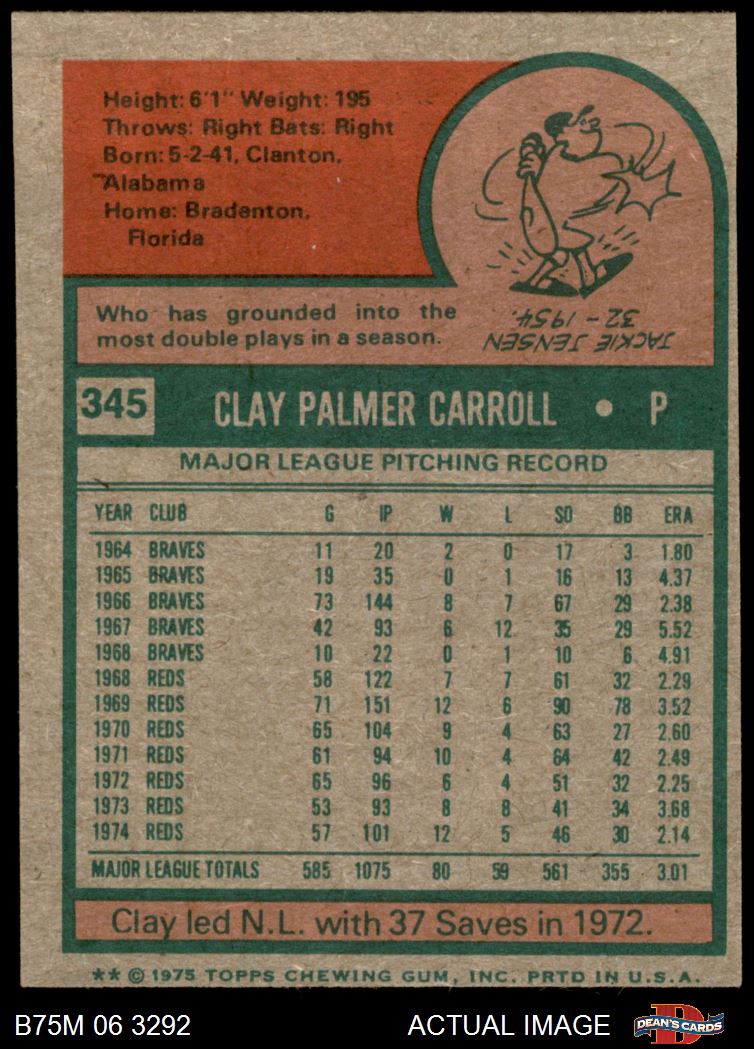 Height: 6'1" Weight: 195
Throws: Right Bats: Right
Born: 5-2-41, Clanton,
Alabama
Home: Bradenton,
Florida
Who has grounded into the
most double plays in a season.
JACKIE JENSEN
32 - 1954.
345 CLAY PALMER CARROLL • P
MAJOR LEAGUE PITCHING RECORD
YEAR CLUB G IP W L SO BB ERA
1964 BRAVES 11 20 2 0 17 3 1.80
1965 BRAVES 19 35 0 1 16 13 4.37
1966 BRAVES 73 144 8 7 67 29 2.38
1967 BRAVES 42 93 6 12 35 29 5.52
1968 BRAVES 10 22 0 1 10 6 4.91
1968 REDS 58 122 7 7 61 32 2.29
1969 REDS 71 151 12 6 90 78 3.52
1970 REDS 65 104 9 4 63 27 2.60
1971 REDS 61 94 10 4 64 42 2.49
1972 REDS 65 96 6 4 51 32 2.25
1973 REDS 53 93 8 8 41 34 3.68
1974 REDS 57 101 12 5 46 30 2.14
MAJOR LEAGUE TOTALS 585 1075 80 59 561 355 3.01
Clay led N.L. with 37 Saves in 1972.
** © 1975 TOPPS CHEWING GUM, INC. PRTD IN U.S.A.
B75M 06 3292 ACTUAL IMAGE DEAN'S CARDS